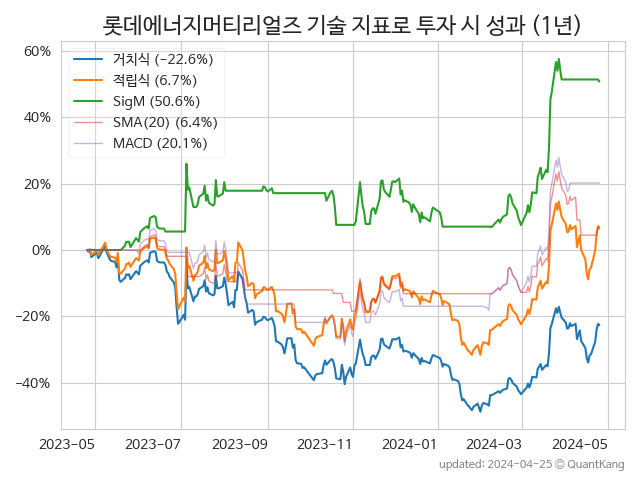 롯데에너지머티리얼즈 기술 지표로 투자 시 성과 (1년)
60%
40%
20%
0%
−20%
−40%
거치식 (−22.6%)
적립식 (6.7%)
SigM (50.6%)
SMA(20) (6.4%)
MACD (20.1%)
2023-05 2023-07 2023-09 2023-11 2024-01 2024-03 2024-05
updated: 2024-04-25 © QuantKang